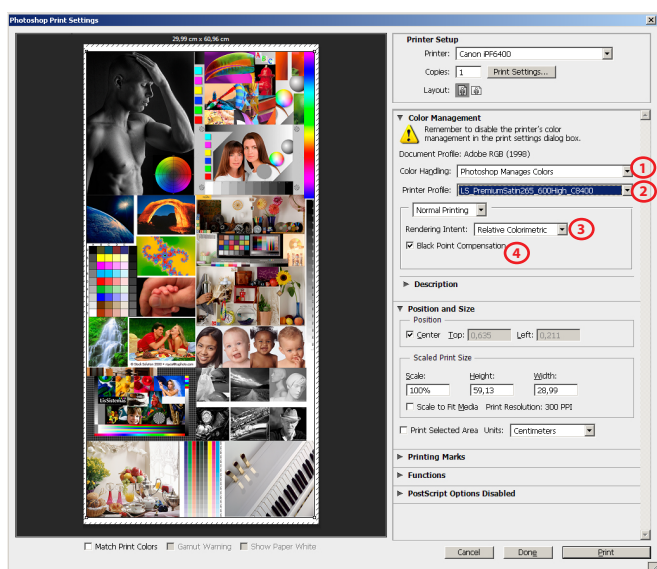 Photoshop Print Settings
29,99 cm x 60,96 cm
Printer Setup
Printer: Canon iPF6400
Copies: 1 Print Settings...
Layout:
Color Management
Remember to disable the printer's color
management in the print settings dialog box.
Document Profile: Adobe RGB (1998)
Color Handling: Photoshop Manages Colors
1
Printer Profile: LS_PremiumSatin265_600High_C8400
2
Normal Printing
Rendering Intent: Relative Colorimetric
3
Black Point Compensation
4
Description
Position and Size
Position
Center Top: 0,635 Left: 0,211
Scaled Print Size
Scale: Height: Width:
100% 59,13 28,99
Scale to Fit Media Print Resolution: 300 PPI
Print Selected Area Units: Centimeters
Printing Marks
Functions
PostScript Options Disabled
Match Print Colors Gamut Warning Show Paper White
Cancel Done Print